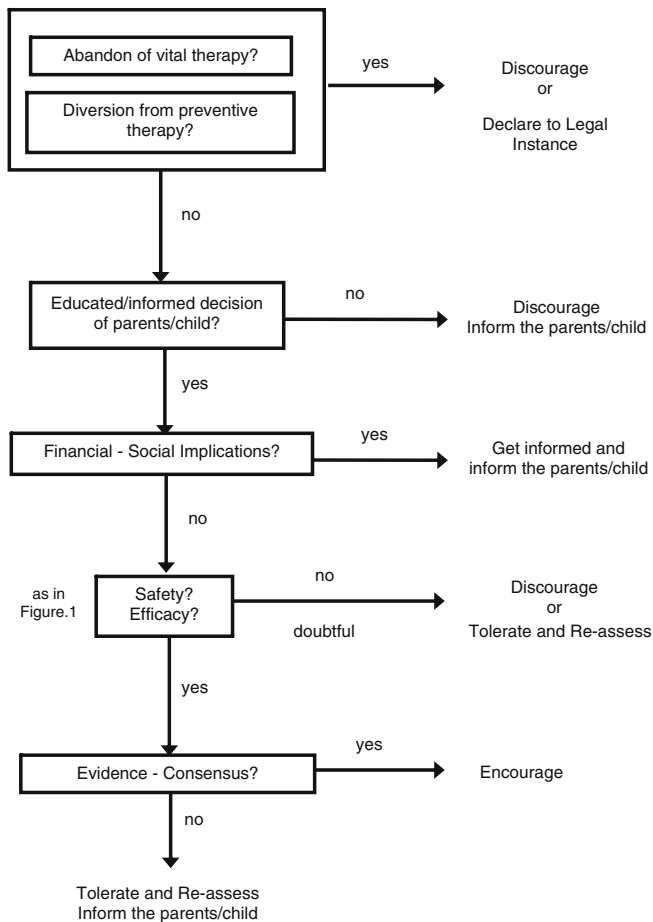 Abandon of vital therapy?
yes
Discourage
or
Declare to Legal
Instance
Diversion from preventive
therapy?
no
Educated/informed decision
of parents/child?
no
Discourage
Inform the parents/child
yes
Financial - Social Implications?
yes
Get informed and
inform the parents/child
no
as in
Figure.1
Safety?
Efficacy?
no
doubtful
Discourage
or
Tolerate and Re-assess
yes
Evidence - Consensus?
yes
Encourage
no
Tolerate and Re-assess
Inform the parents/child